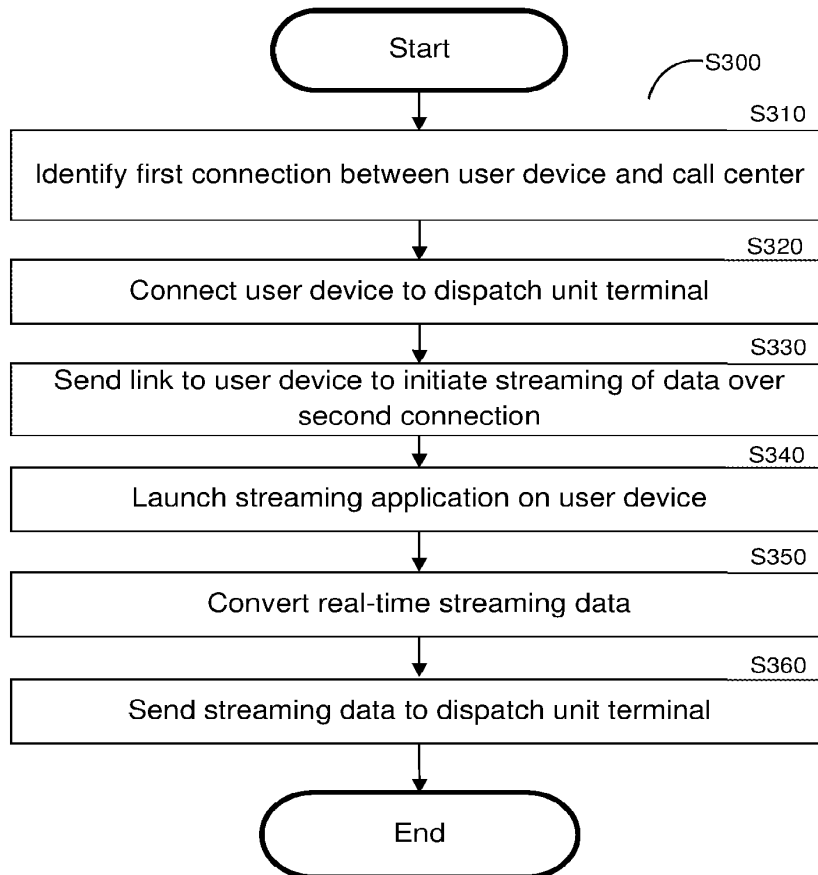 Start
S300
S310
Identify first connection between user device and call center
S320
Connect user device to dispatch unit terminal
S330
Send link to user device to initiate streaming of data over
second connection
S340
Launch streaming application on user device
S350
Convert real-time streaming data
S360
Send streaming data to dispatch unit terminal
End